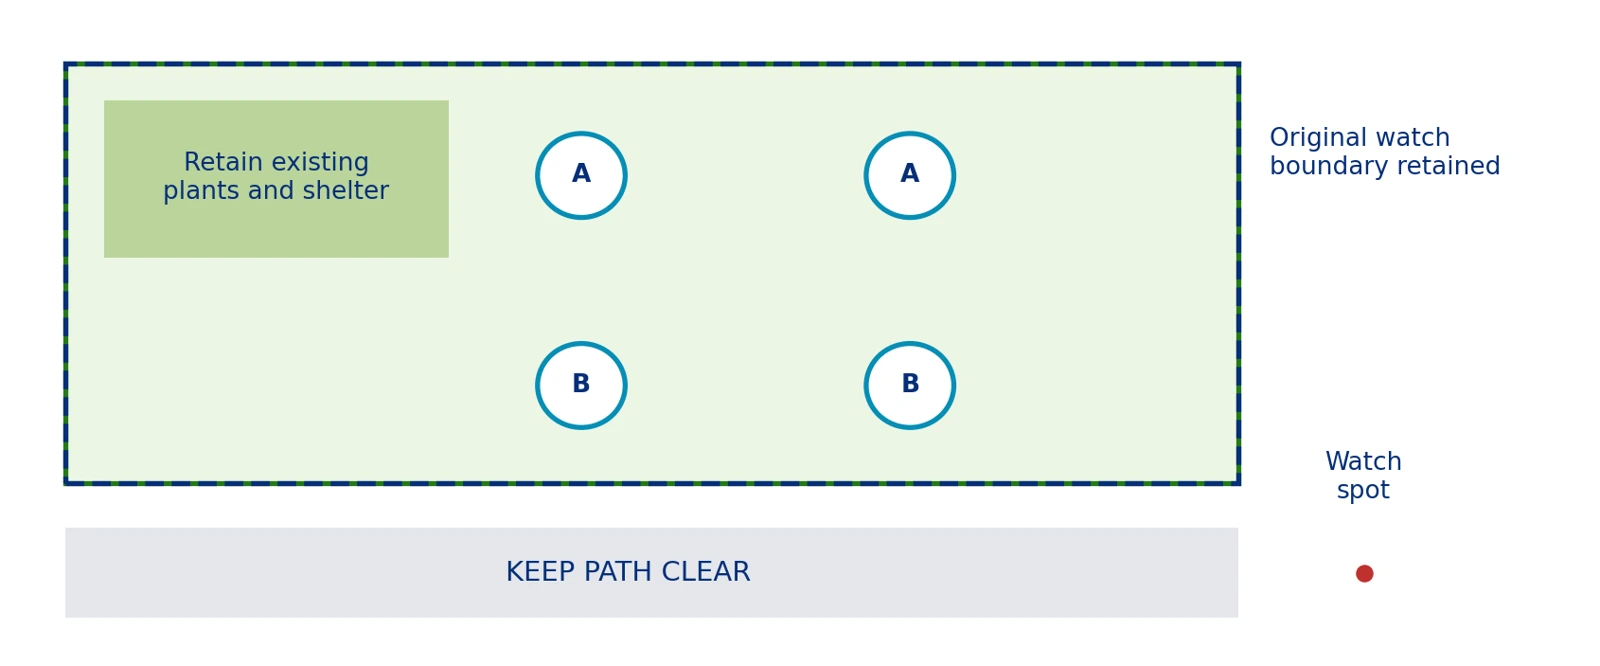 Retain existing
plants and shelter
A
A
Original watch
boundary retained
B
B
Watch
spot
KEEP PATH CLEAR